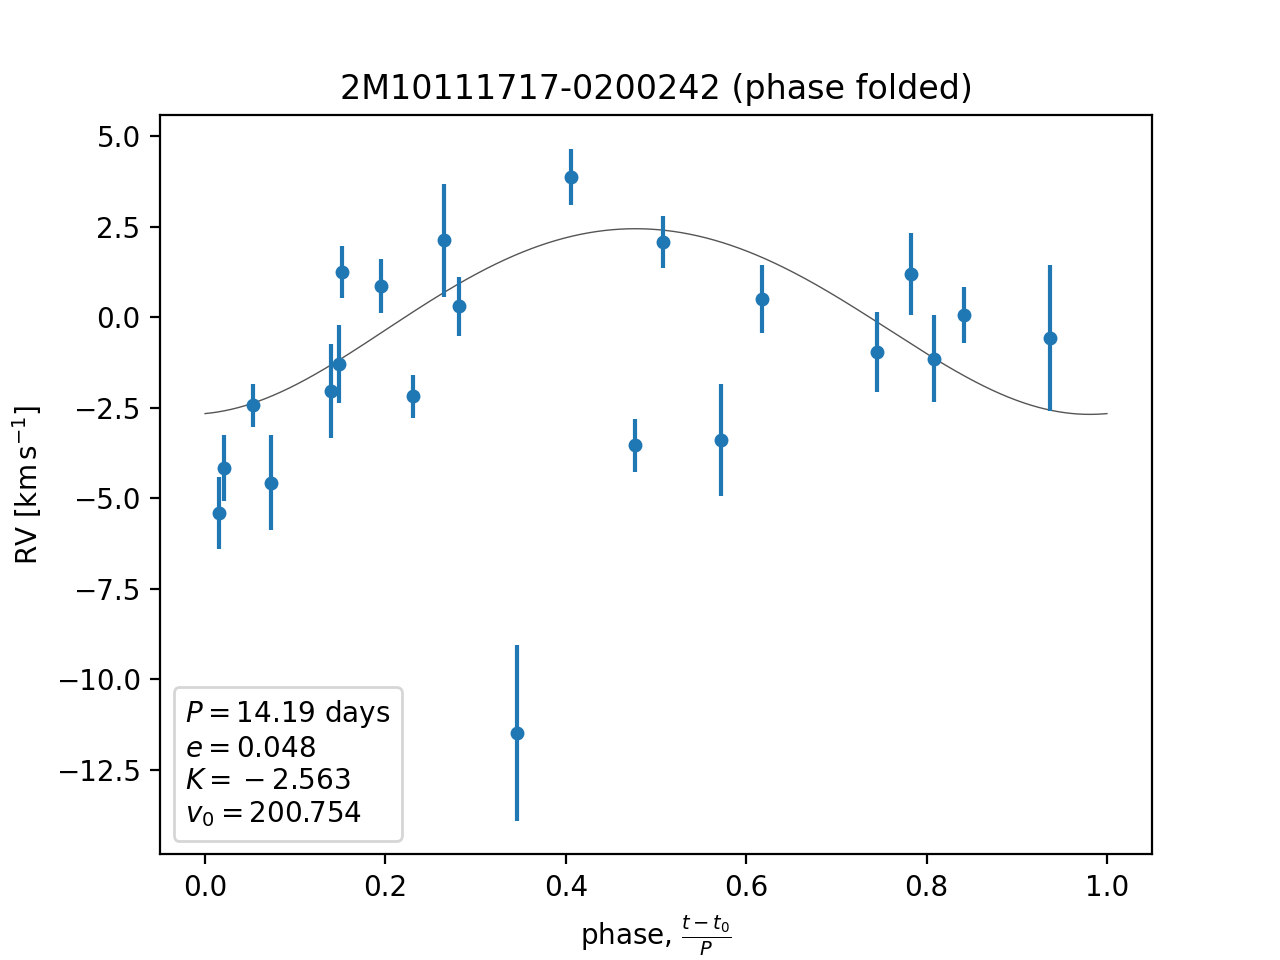 2M10111717-0200242 (phase folded)
5.0
2.5
0.0
−2.5
−5.0
−7.5
−10.0
−12.5
RV [km s⁻¹]
P = 14.19 days
e = 0.048
K = −2.563
v₀ = 200.754
0.0 0.2 0.4 0.6 0.8 1.0
phase, (t − t₀)/P